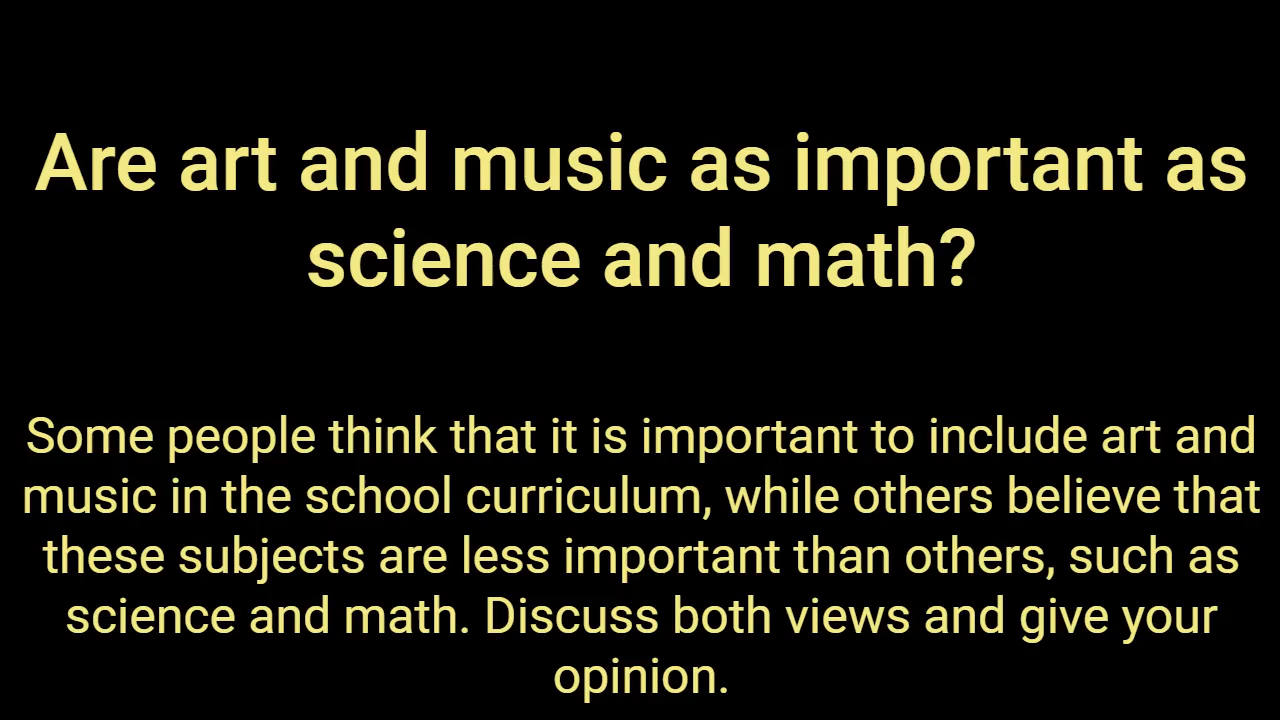 Are art and music as important as
science and math?
Some people think that it is important to include art and
music in the school curriculum, while others believe that
these subjects are less important than others, such as
science and math. Discuss both views and give your
opinion.